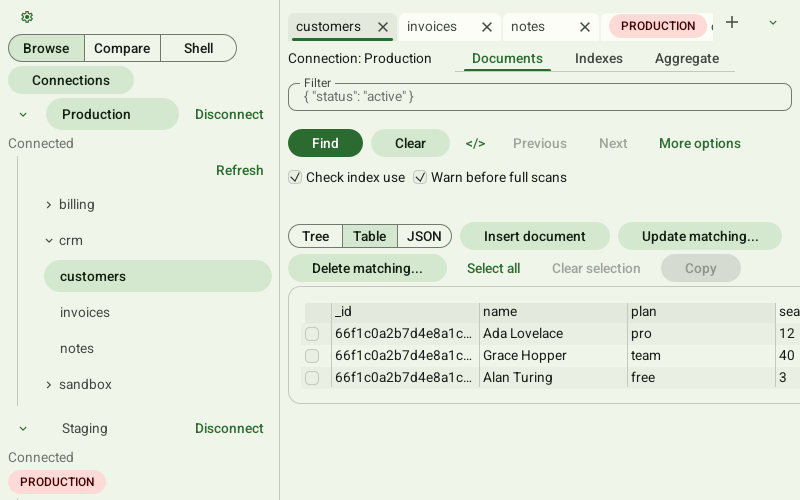 Browse Compare Shell
Connections
Production Disconnect
Connected
Refresh
billing
crm
customers
invoices
notes
sandbox
Staging Disconnect
Connected
PRODUCTION
customers invoices notes PRODUCTION
Connection: Production Documents Indexes Aggregate
Filter
{ "status": "active" }
Find Clear </> Previous Next More options
Check index use Warn before full scans
Tree Table JSON Insert document Update matching...
Delete matching... Select all Clear selection Copy
_id name plan sea
66f1c0a2b7d4e8a1c... Ada Lovelace pro 12
66f1c0a2b7d4e8a1c... Grace Hopper team 40
66f1c0a2b7d4e8a1c... Alan Turing free 3